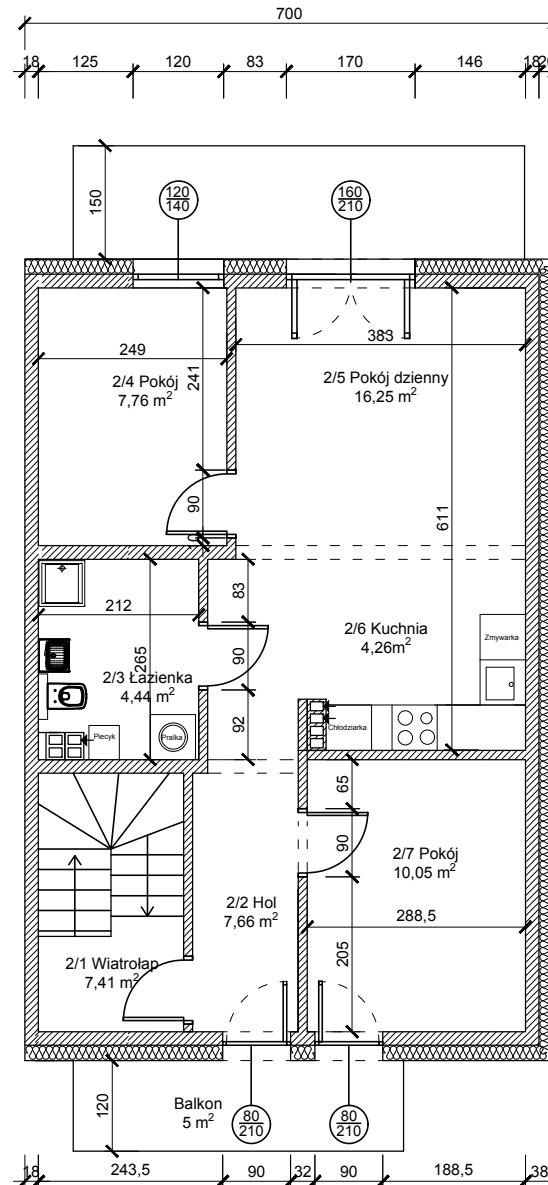 700
18 125 120 83 170 146 18 20
150
120
140
160
210
249
241
383
2/4 Pokój
7,76 m²
2/5 Pokój dzienny
16,25 m²
90
611
83
212
2/6 Kuchnia
4,26m²
Zmywarka
265
90
2/3 Łazienka
4,44 m²
92
Piecyk
Pralka
Chłodziarka
65
90
2/7 Pokój
10,05 m²
2/2 Hol
7,66 m²
288,5
205
2/1 Wiatrołap
7,41 m²
120
Balkon
5 m²
80
210
80
210
18 243,5 90 32 90 188,5 38